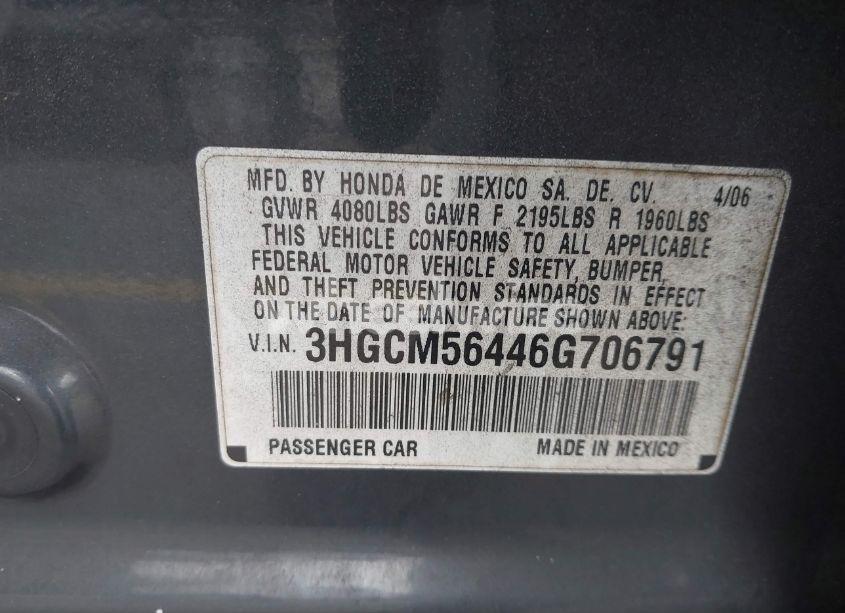 MFD. BY HONDA DE MEXICO SA. DE. CV. 4/06
GVWR 4080LBS GAWR F 2195LBS R 1960LBS
THIS VEHICLE CONFORMS TO ALL APPLICABLE
FEDERAL MOTOR VEHICLE SAFETY, BUMPER,
AND THEFT PREVENTION STANDARDS IN EFFECT
ON THE DATE OF MANUFACTURE SHOWN ABOVE:
V.I.N. 3HGCM56446G706791
PASSENGER CAR MADE IN MEXICO